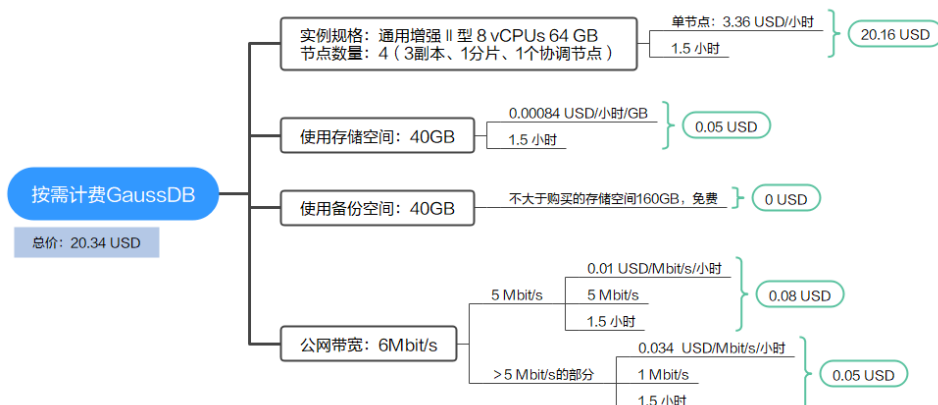 按需计费GaussDB
总价：20.34 USD
实例规格：通用增强 II 型 8 vCPUs 64 GB
节点数量：4（3副本、1分片、1个协调节点）
单节点：3.36 USD/小时
1.5 小时
20.16 USD
使用存储空间：40GB
0.00084 USD/小时/GB
1.5 小时
0.05 USD
使用备份空间：40GB
不大于购买的存储空间160GB，免费
0 USD
公网带宽：6Mbit/s
5 Mbit/s
0.01 USD/Mbit/s/小时
5 Mbit/s
1.5 小时
0.08 USD
＞5 Mbit/s的部分
0.034 USD/Mbit/s/小时
1 Mbit/s
1.5 小时
0.05 USD